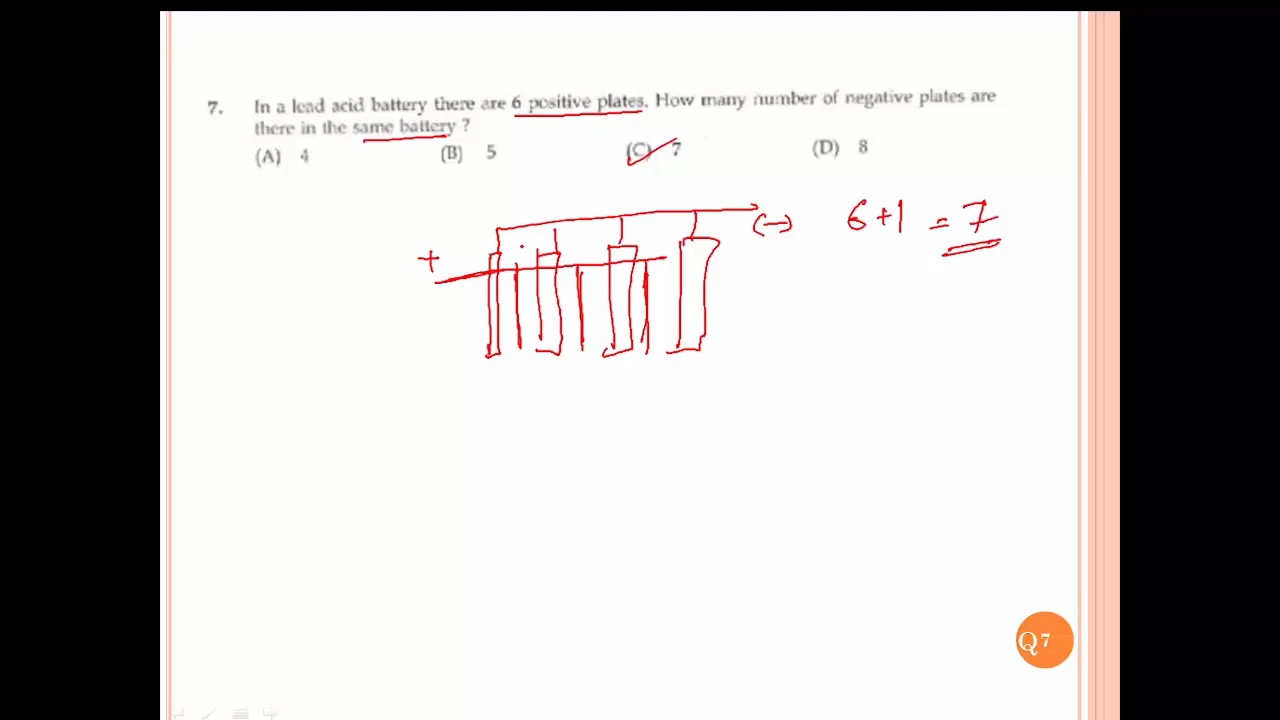 7. In a lead acid battery there are 6 positive plates. How many number of negative plates are
there in the same battery ?
(A) 4 (B) 5 (C) 7 (D) 8
(-) 6+1 = 7
+
Q7